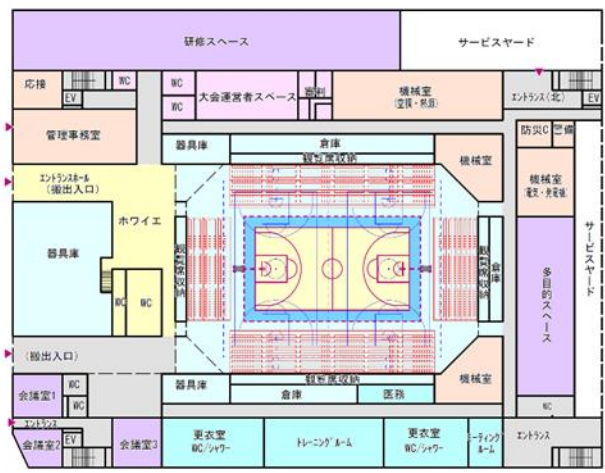 研修スペース
サービスヤード
応接
WC
WC
大会運営者スペース
審判
機械室
(空調・熱源)
エントランス(北)
EV
EV
WC
管理事務室
器具庫
倉庫
観覧席収納
機械室
防災C
警備
エントランスホール
(搬出入口)
ホワイエ
機械室
(電気・発電機)
器具庫
WC
WC
観覧席収納
観覧席収納
倉庫
多目的スペース
サービスヤード
(搬出入口)
会議室1
WC
WC
器具庫
観覧席収納
倉庫
医務
機械室
WC
エントランス
会議室2
EV
会議室3
更衣室
WC/シャワー
トレーニングルーム
更衣室
WC/シャワー
ミーティング
ルーム
エントランス